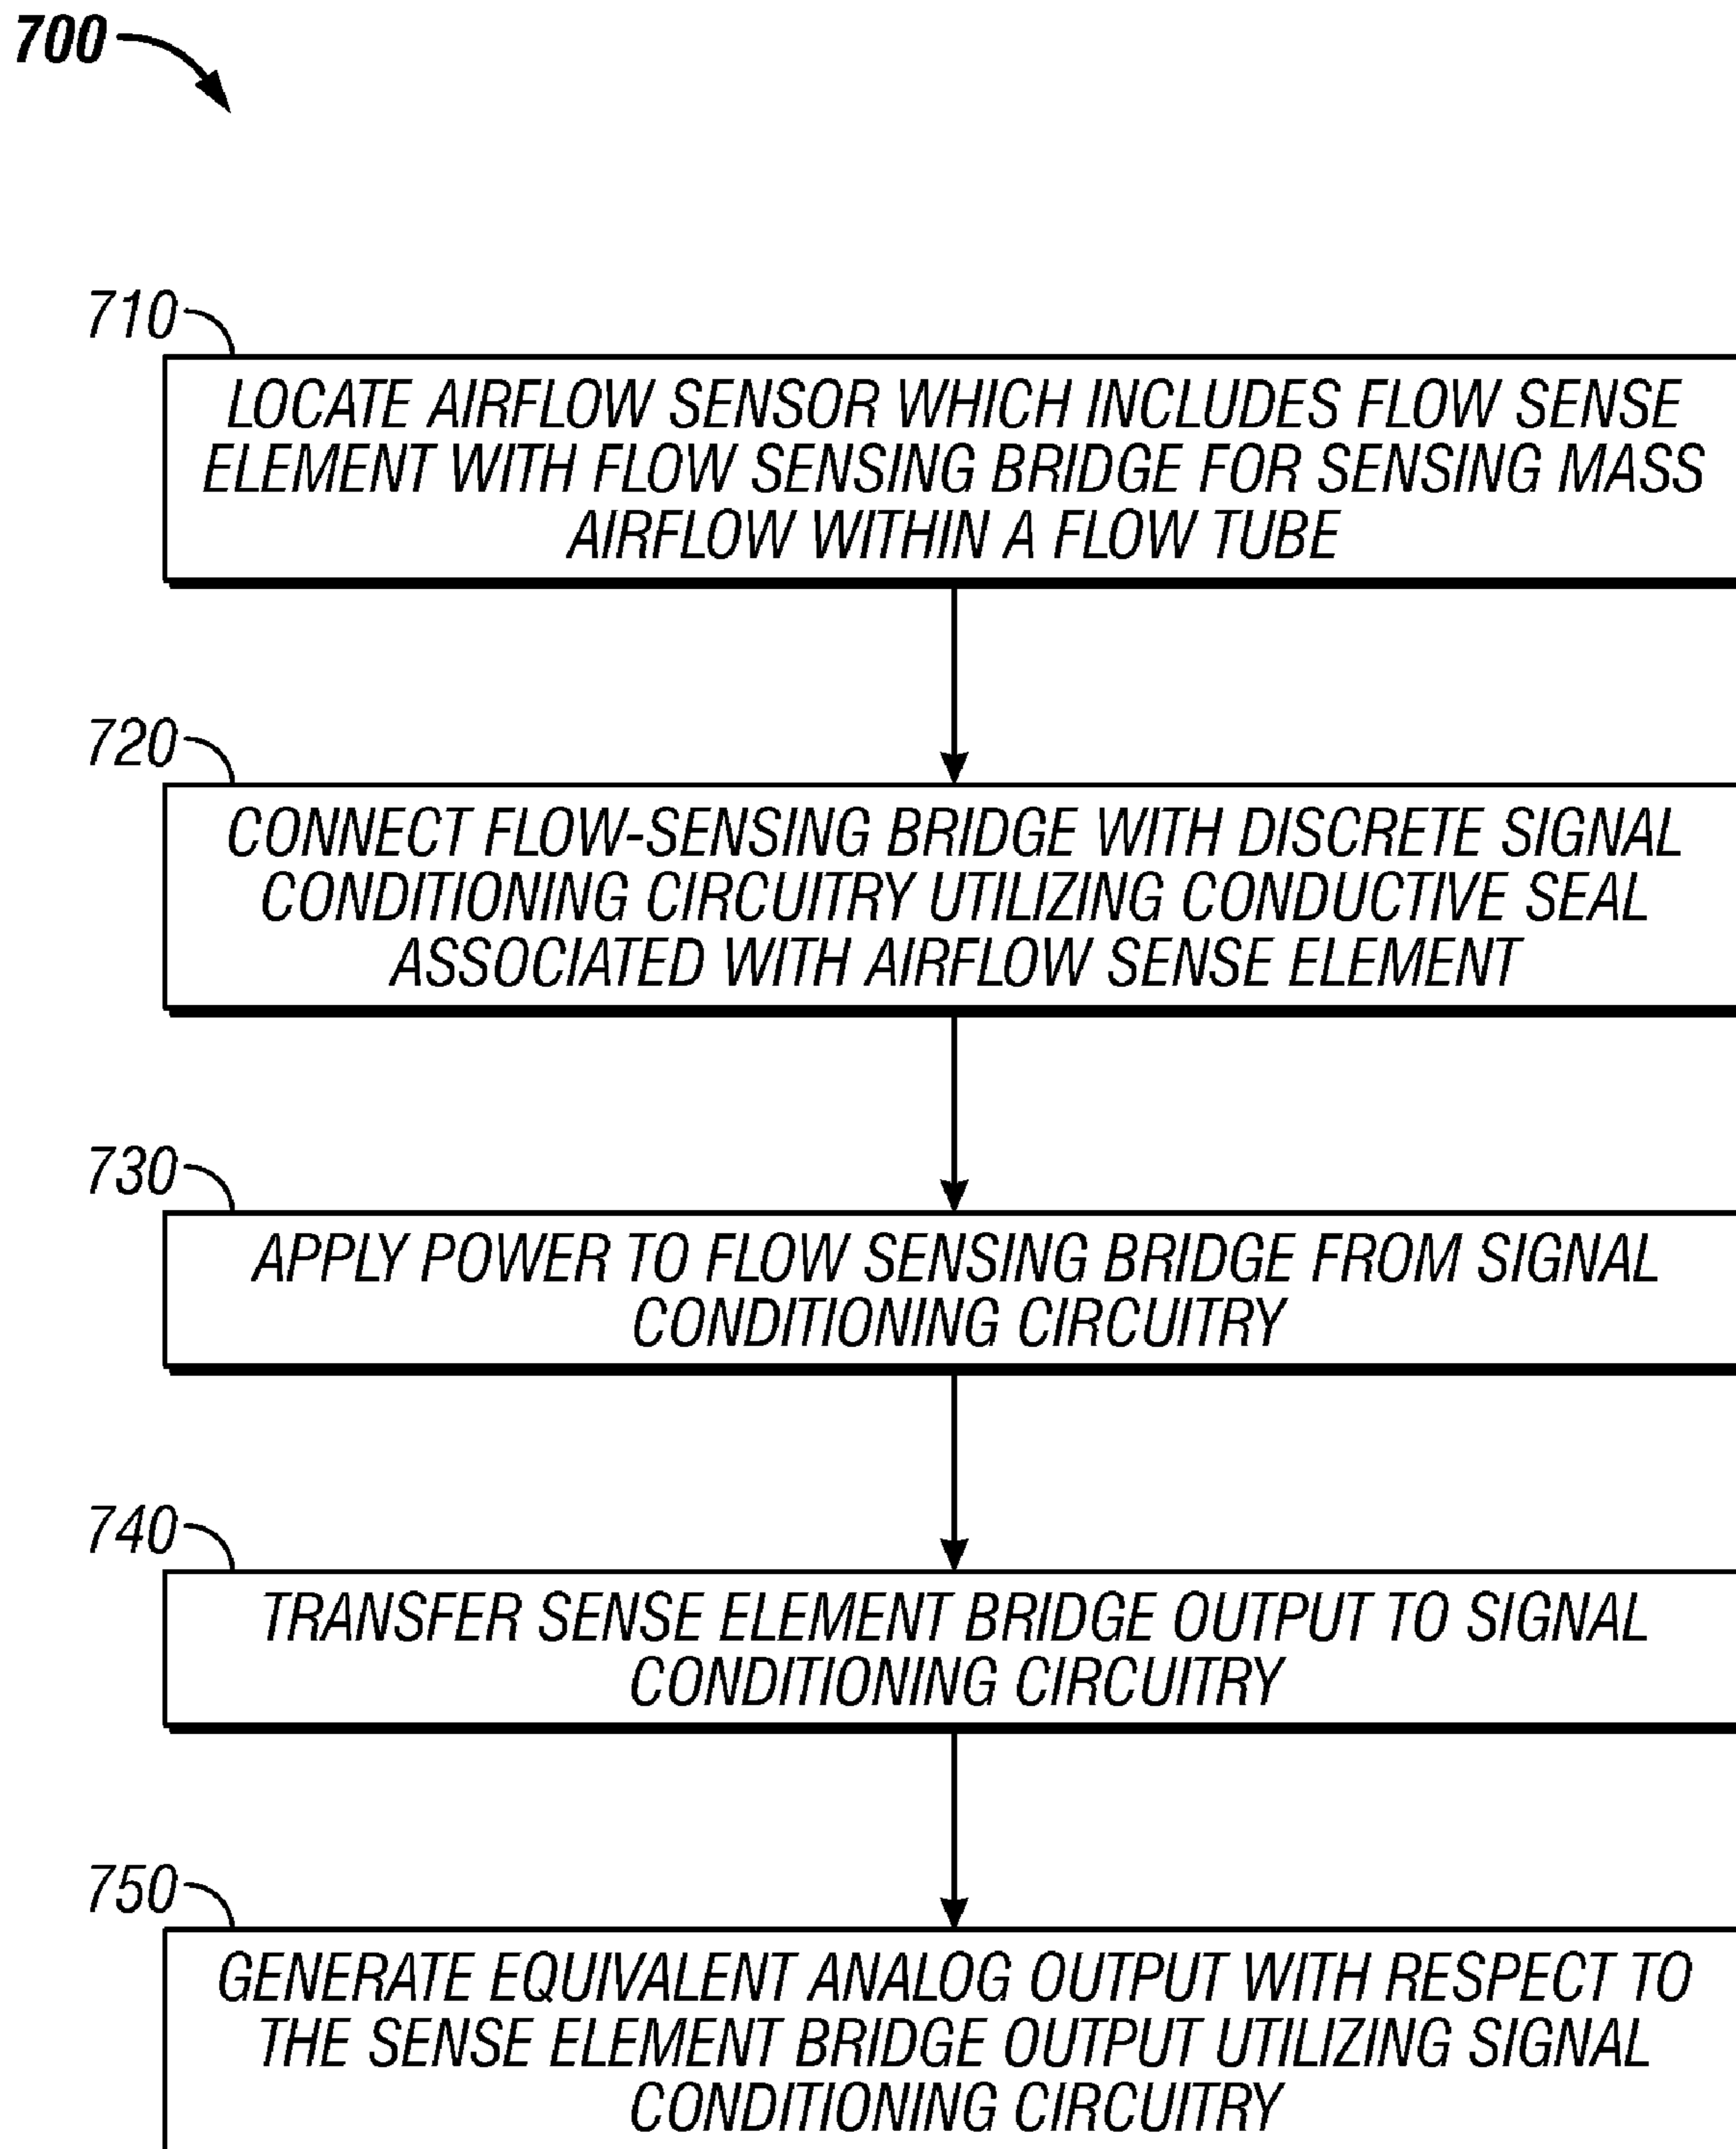 700
710
LOCATE AIRFLOW SENSOR WHICH INCLUDES FLOW SENSE
ELEMENT WITH FLOW SENSING BRIDGE FOR SENSING MASS
AIRFLOW WITHIN A FLOW TUBE
720
CONNECT FLOW-SENSING BRIDGE WITH DISCRETE SIGNAL
CONDITIONING CIRCUITRY UTILIZING CONDUCTIVE SEAL
ASSOCIATED WITH AIRFLOW SENSE ELEMENT
730
APPLY POWER TO FLOW SENSING BRIDGE FROM SIGNAL
CONDITIONING CIRCUITRY
740
TRANSFER SENSE ELEMENT BRIDGE OUTPUT TO SIGNAL
CONDITIONING CIRCUITRY
750
GENERATE EQUIVALENT ANALOG OUTPUT WITH RESPECT TO
THE SENSE ELEMENT BRIDGE OUTPUT UTILIZING SIGNAL
CONDITIONING CIRCUITRY